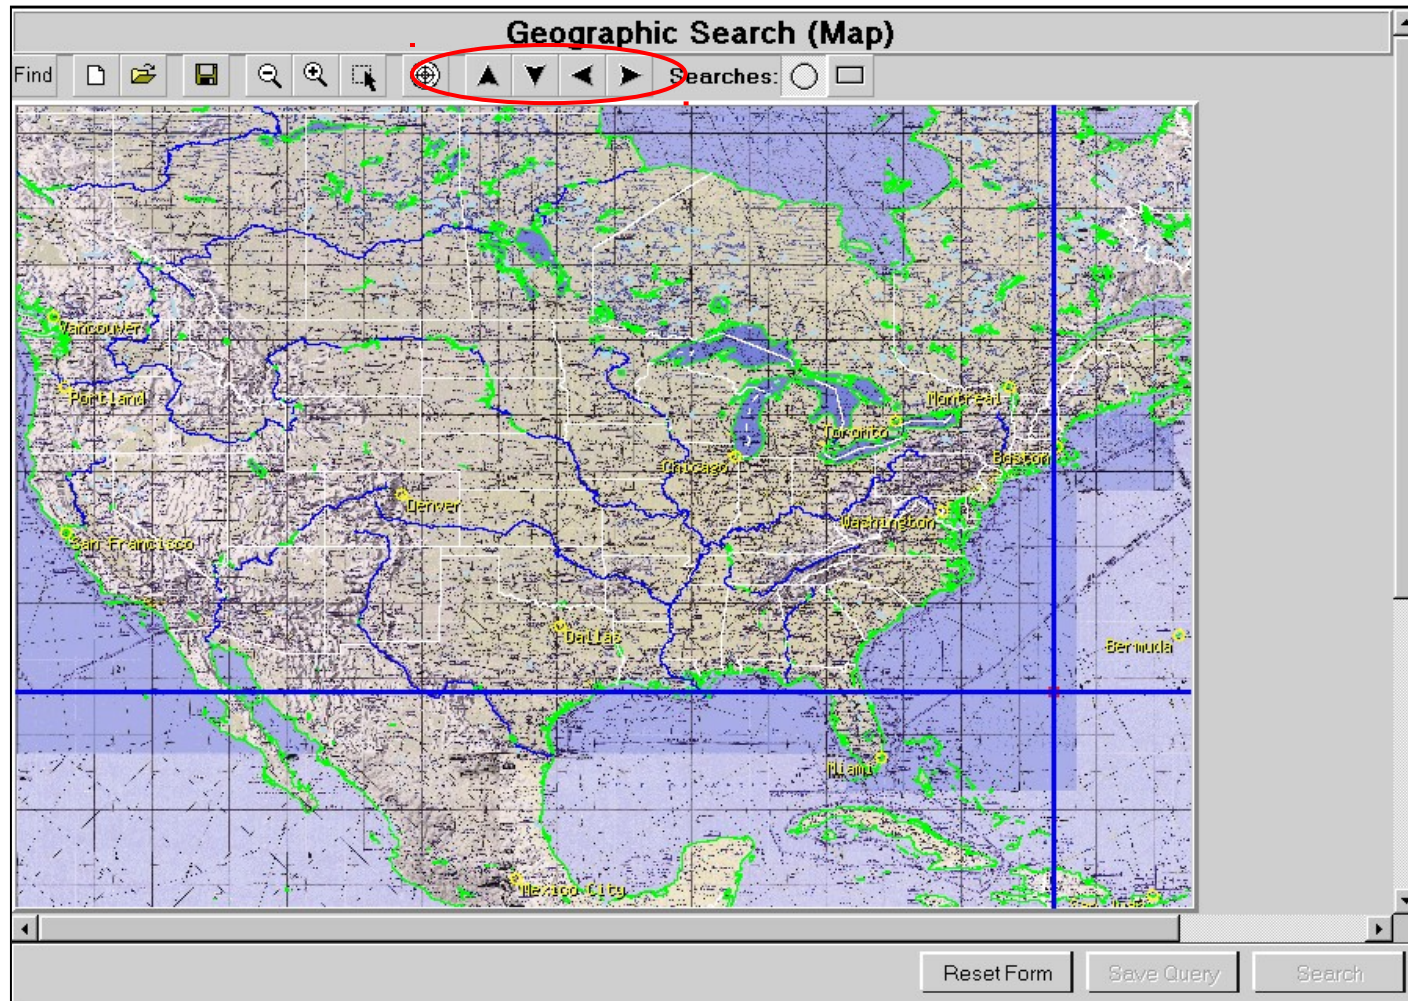 Geographic Search (Map)
Find
Searches:
Vancouver
Portland
Montreal
Toronto
Boston
Chicago
Denver
Washington
San Francisco
Dallas
Bermuda
Miami
Mexico City
Reset Form
Save Query
Search